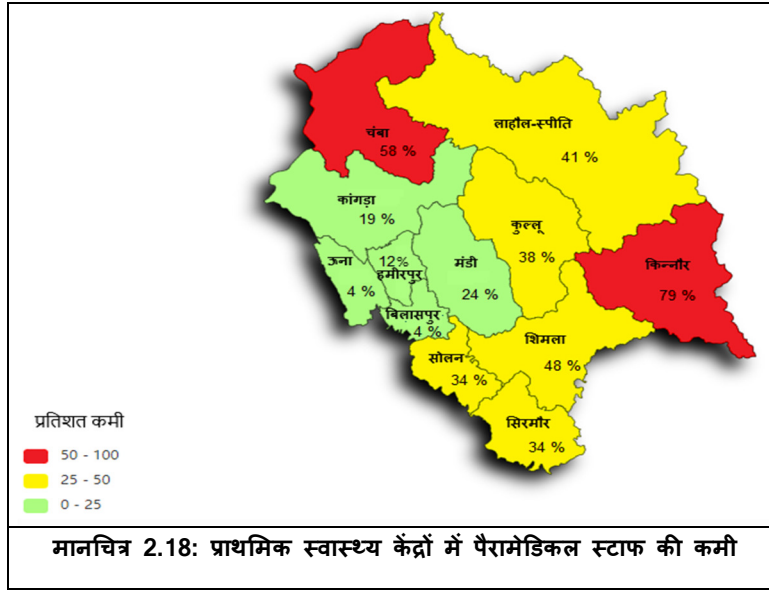 चंबा
58 %
लाहौल-स्पीति
41 %
कांगड़ा
19 %
कुल्लू
38 %
किन्नौर
79 %
ऊना
4 %
12%
हमीरपुर
मंडी
24 %
बिलासपुर
4 %
शिमला
48 %
सोलन
34 %
सिरमौर
34 %
प्रतिशत कमी
50 - 100
25 - 50
0 - 25
मानचित्र 2.18: प्राथमिक स्वास्थ्य केंद्रों में पैरामेडिकल स्टाफ की कमी